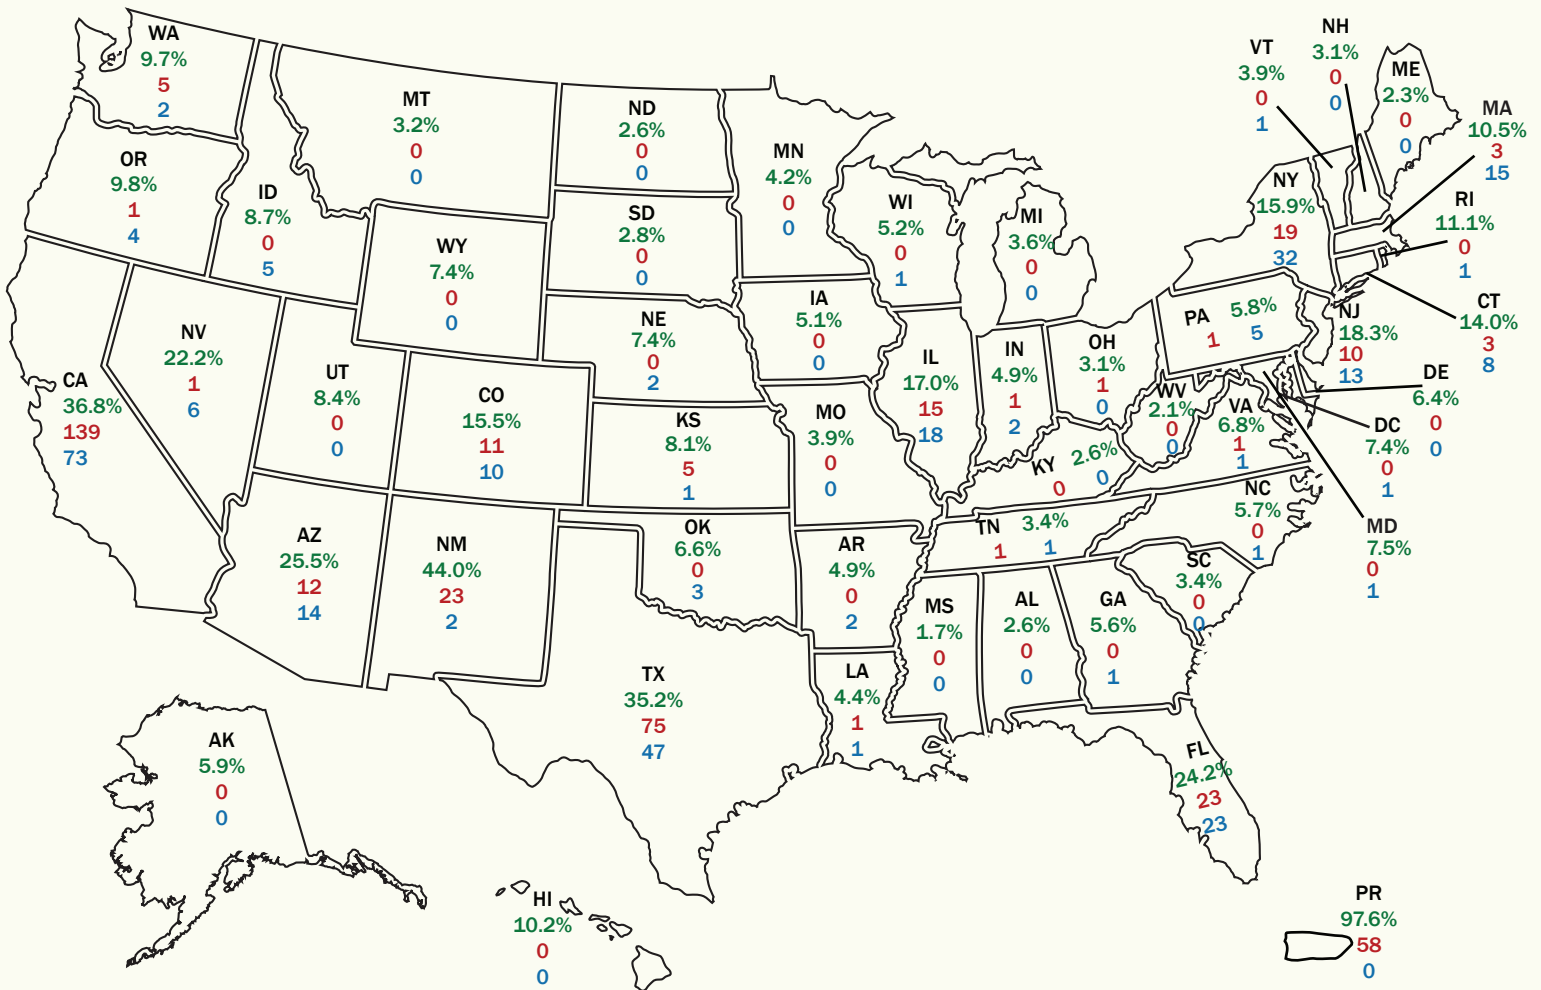 WA
9.7%
5
2
OR
9.8%
1
4
CA
36.8%
139
73
ID
8.7%
0
5
NV
22.2%
1
6
MT
3.2%
0
0
WY
7.4%
0
0
UT
8.4%
0
0
CO
15.5%
11
10
AZ
25.5%
12
14
NM
44.0%
23
2
ND
2.6%
0
0
SD
2.8%
0
0
NE
7.4%
0
2
KS
8.1%
5
1
OK
6.6%
0
3
TX
35.2%
75
47
MN
4.2%
0
0
IA
5.1%
0
0
MO
3.9%
0
0
AR
4.9%
0
2
LA
4.4%
1
1
WI
5.2%
0
1
IL
17.0%
15
18
MI
3.6%
0
0
IN
4.9%
1
2
OH
3.1%
1
0
KY 2.6%
0 0
TN 3.4%
1 1
MS
1.7%
0
0
AL
2.6%
0
0
GA
5.6%
0
1
FL
24.2%
23
23
SC
3.4%
0
0
NC
5.7%
0
1
VA
6.8%
1
1
WV
2.1%
0
0
PA 5.8%
1 5
NY
15.9%
19
32
VT
3.9%
0
1
NH
3.1%
0
0
ME
2.3%
0
0
MA
10.5%
3
15
RI
11.1%
0
1
CT
14.0%
3
8
NJ
18.3%
10
13
DE
6.4%
0
0
DC
7.4%
0
1
MD
7.5%
0
1
AK
5.9%
0
0
HI
10.2%
0
0
PR
97.6%
58
0